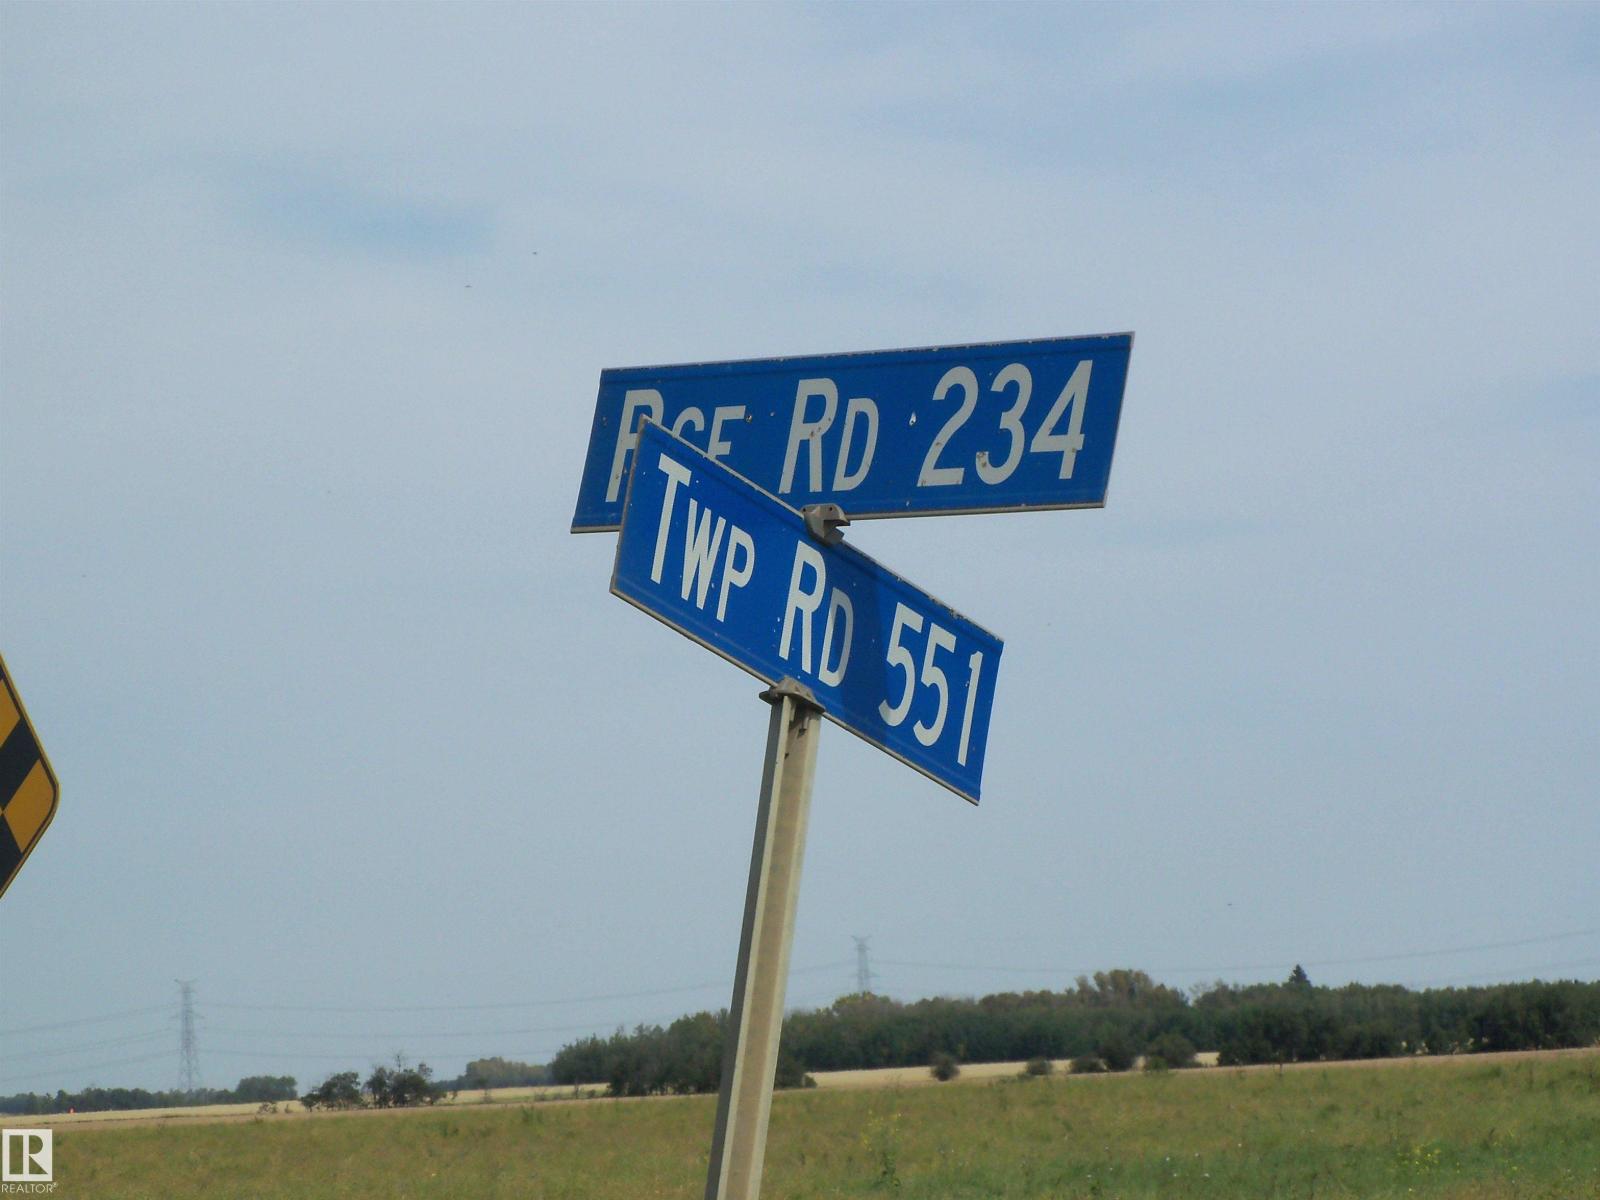 RGE RD 234
TWP RD 551
R
REALTOR®